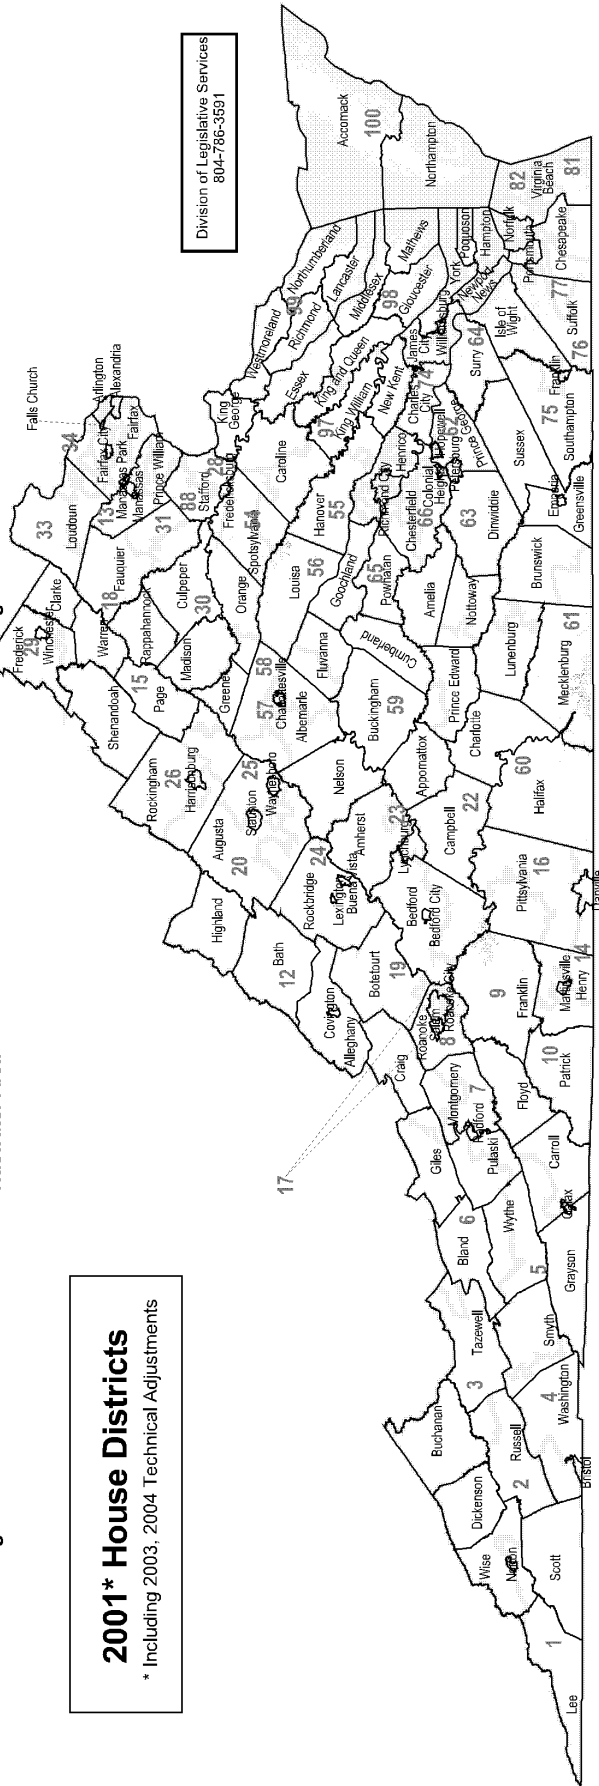 2001* House Districts
* Including 2003, 2004 Technical Adjustments
Division of Legislative Services
804-786-3591
Falls Church
Arlington
Alexandria
Fairfax City
Fairfax
Manassas Park
Manassas
Prince William
34
33
Loudoun
13
31
Frederick
29
Winchester
Clarke
18
Fauquier
Warren
Rappahannock
Culpeper
30
88
Stafford
28
Fredericksburg
King George
Westmoreland
99
Northumberland
Richmond
Lancaster
Essex
Middlesex
Mathews
98
Gloucester
Accomack
100
Northampton
Shenandoah
15
Page
Madison
Orange
54
Spotsylvania
Caroline
King and Queen
97
King William
New Kent
Rockingham
26
Harrisonburg
Greene
58
57
Charlottesville
Albemarle
Louisa
56
Hanover
55
Fluvanna
Goochland
65
Powhatan
Henrico
Richmond City
Chesterfield
66
Colonial Heights
Hopewell
62
Petersburg
Prince George
Charles City
74
James City
Williamsburg
York
Poquoson
Hampton
Newport News
Norfolk
Portsmouth
82
Virginia Beach
81
Chesapeake
77
Suffolk
76
Isle of Wight
Surry
64
Franklin
75
Southampton
Sussex
Emporia
Greensville
Dinwiddie
63
Brunswick
Amelia
Nottoway
Lunenburg
61
Mecklenburg
Cumberland
Buckingham
59
Prince Edward
Charlotte
Highland
Augusta
20
Staunton
25
Waynesboro
Nelson
Appomattox
60
Halifax
Bath
12
Rockbridge
24
Lexington
Buena Vista
Amherst
23
Lynchburg
Campbell
22
Pittsylvania
16
Danville
Covington
Alleghany
Botetourt
19
Bedford
Bedford City
17
Craig
Roanoke
8
Salem
Roanoke City
9
Franklin
Martinsville
Henry
14
Giles
Montgomery
7
Radford
Pulaski
Floyd
10
Patrick
Bland
6
Wythe
Carroll
Galax
5
Grayson
Tazewell
3
Smyth
Buchanan
Russell
2
4
Washington
Bristol
Dickenson
Wise
Norton
Scott
1
Lee